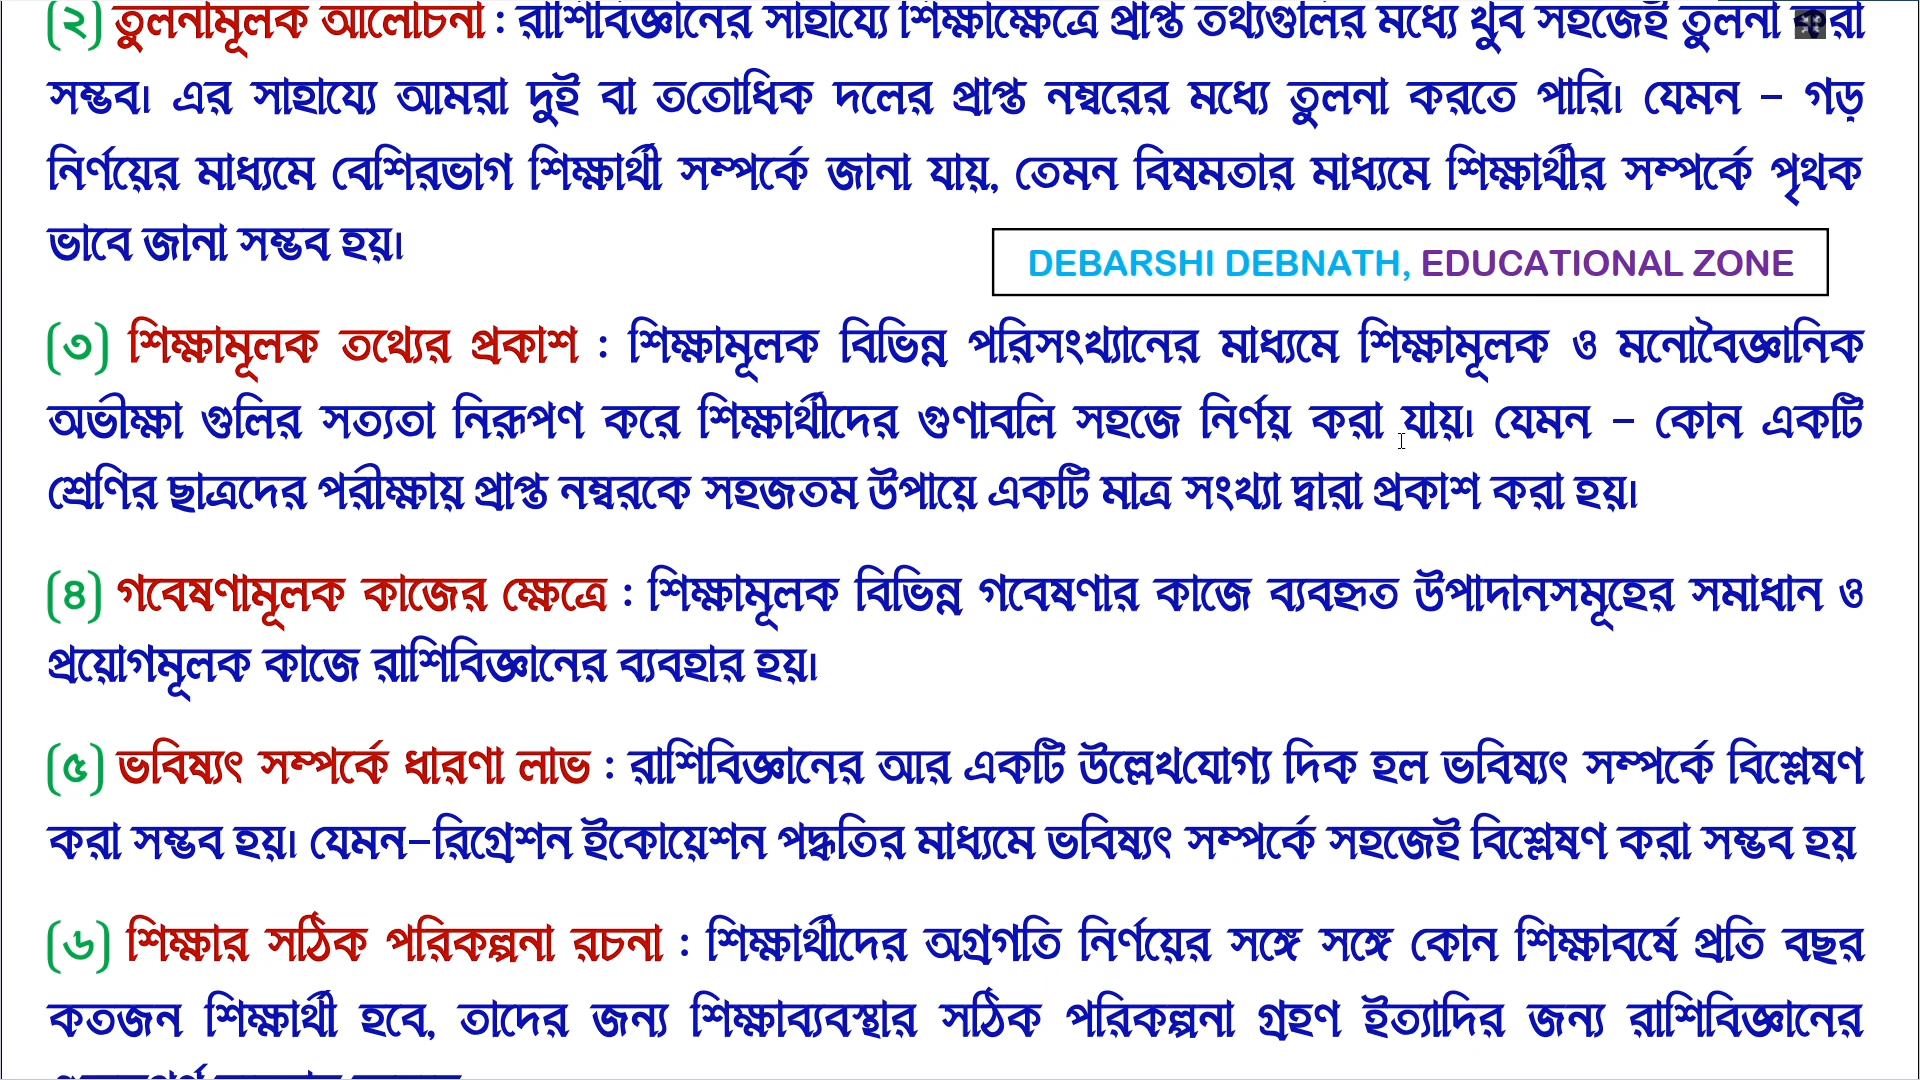 (২) তুলনামূলক আলোচনা : রাশিবিজ্ঞানের সাহায্যে শিক্ষাক্ষেত্রে প্রাপ্ত তথ্যগুলির মধ্যে খুব সহজেই তুলনা করা
সম্ভব। এর সাহায্যে আমরা দুই বা ততোধিক দলের প্রাপ্ত নম্বরের মধ্যে তুলনা করতে পারি। যেমন – গড়
নির্ণয়ের মাধ্যমে বেশিরভাগ শিক্ষার্থী সম্পর্কে জানা যায়, তেমন বিষমতার মাধ্যমে শিক্ষার্থীর সম্পর্কে পৃথক
ভাবে জানা সম্ভব হয়।
DEBARSHI DEBNATH, EDUCATIONAL ZONE
(৩) শিক্ষামূলক তথ্যের প্রকাশ : শিক্ষামূলক বিভিন্ন পরিসংখ্যানের মাধ্যমে শিক্ষামূলক ও মনোবৈজ্ঞানিক
অভীক্ষা গুলির সত্যতা নিরূপণ করে শিক্ষার্থীদের গুণাবলি সহজে নির্ণয় করা যায়। যেমন – কোন একটি
শ্রেণির ছাত্রদের পরীক্ষায় প্রাপ্ত নম্বরকে সহজতম উপায়ে একটি মাত্র সংখ্যা দ্বারা প্রকাশ করা হয়।
(৪) গবেষণামূলক কাজের ক্ষেত্রে : শিক্ষামূলক বিভিন্ন গবেষণার কাজে ব্যবহৃত উপাদানসমূহের সমাধান ও
প্রয়োগমূলক কাজে রাশিবিজ্ঞানের ব্যবহার হয়।
(৫) ভবিষ্যৎ সম্পর্কে ধারণা লাভ : রাশিবিজ্ঞানের আর একটি উল্লেখযোগ্য দিক হল ভবিষ্যৎ সম্পর্কে বিশ্লেষণ
করা সম্ভব হয়। যেমন–রিগ্রেশন ইকোয়েশন পদ্ধতির মাধ্যমে ভবিষ্যৎ সম্পর্কে সহজেই বিশ্লেষণ করা সম্ভব হয়
(৬) শিক্ষার সঠিক পরিকল্পনা রচনা : শিক্ষার্থীদের অগ্রগতি নির্ণয়ের সঙ্গে সঙ্গে কোন শিক্ষাবর্ষে প্রতি বছর
কতজন শিক্ষার্থী হবে, তাদের জন্য শিক্ষাব্যবস্থার সঠিক পরিকল্পনা গ্রহণ ইত্যাদির জন্য রাশিবিজ্ঞানের